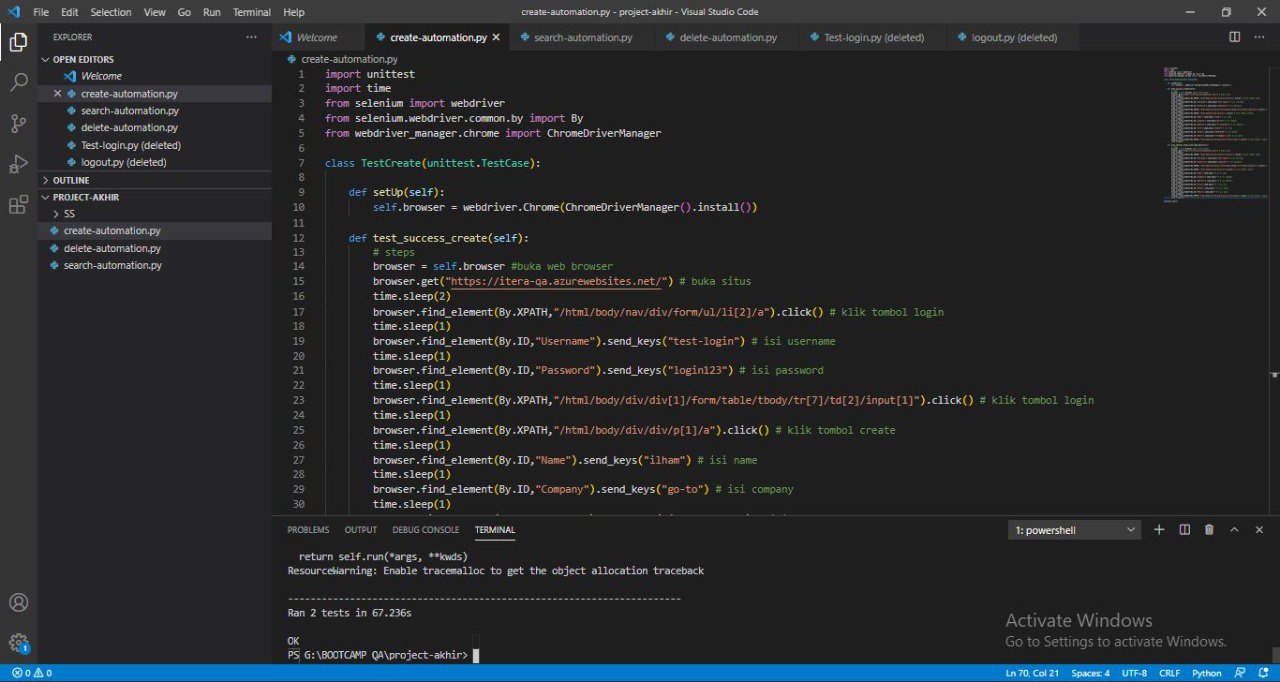 File Edit Selection View Go Run Terminal Help create-automation.py - project-akhir - Visual Studio Code
EXPLORER ...
OPEN EDITORS
Welcome
create-automation.py
search-automation.py
delete-automation.py
Test-login.py (deleted)
logout.py (deleted)
OUTLINE
PROJECT-AKHIR
SS
create-automation.py
delete-automation.py
search-automation.py
Welcome create-automation.py search-automation.py delete-automation.py Test-login.py (deleted) logout.py (deleted)
create-automation.py
1 import unittest
2 import time
3 from selenium import webdriver
4 from selenium.webdriver.common.by import By
5 from webdriver_manager.chrome import ChromeDriverManager
6
7 class TestCreate(unittest.TestCase):
8
9 def setUp(self):
10 self.browser = webdriver.Chrome(ChromeDriverManager().install())
11
12 def test_success_create(self):
13 # steps
14 browser = self.browser #buka web browser
15 browser.get("https://itera-qa.azurewebsites.net/") # buka situs
16 time.sleep(2)
17 browser.find_element(By.XPATH,"/html/body/nav/div/form/ul/li[2]/a").click() # klik tombol login
18 time.sleep(1)
19 browser.find_element(By.ID,"Username").send_keys("test-login") # isi username
20 time.sleep(1)
21 browser.find_element(By.ID,"Password").send_keys("login123") # isi password
22 time.sleep(1)
23 browser.find_element(By.XPATH,"/html/body/div/div[1]/form/table/tbody/tr[7]/td[2]/input[1]").click() # klik tombol login
24 time.sleep(1)
25 browser.find_element(By.XPATH,"/html/body/div/div/p[1]/a").click() # klik tombol create
26 time.sleep(1)
27 browser.find_element(By.ID,"Name").send_keys("ilham") # isi name
28 time.sleep(1)
29 browser.find_element(By.ID,"Company").send_keys("go-to") # isi company
30 time.sleep(1)
PROBLEMS OUTPUT DEBUG CONSOLE TERMINAL 1: powershell
return self.run(*args, **kwds)
ResourceWarning: Enable tracemalloc to get the object allocation traceback
----------------------------------------------------------------------
Ran 2 tests in 67.236s
OK
PS G:\BOOTCAMP QA\project-akhir>
Activate Windows
Go to Settings to activate Windows.
1
0 0 Ln 70, Col 21 Spaces: 4 UTF-8 CRLF Python